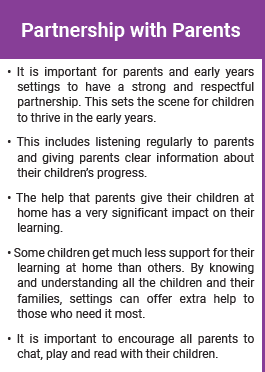 Partnership with Parents
• It is important for parents and early years
settings to have a strong and respectful
partnership. This sets the scene for children
to thrive in the early years.
• This includes listening regularly to parents
and giving parents clear information about
their children’s progress.
• The help that parents give their children at
home has a very significant impact on their
learning.
• Some children get much less support for their
learning at home than others. By knowing
and understanding all the children and their
families, settings can offer extra help to
those who need it most.
• It is important to encourage all parents to
chat, play and read with their children.